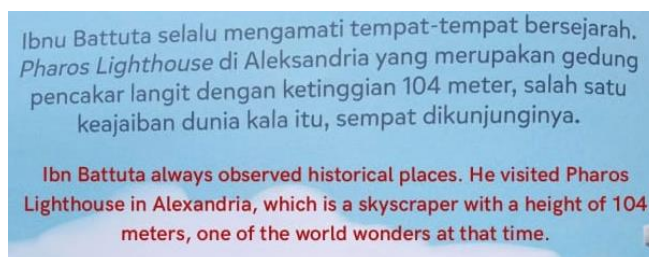 Ibnu Battuta selalu mengamati tempat-tempat bersejarah.
Pharos Lighthouse di Aleksandria yang merupakan gedung
pencakar langit dengan ketinggian 104 meter, salah satu
keajaiban dunia kala itu, sempat dikunjunginya.
Ibn Battuta always observed historical places. He visited Pharos
Lighthouse in Alexandria, which is a skyscraper with a height of 104
meters, one of the world wonders at that time.